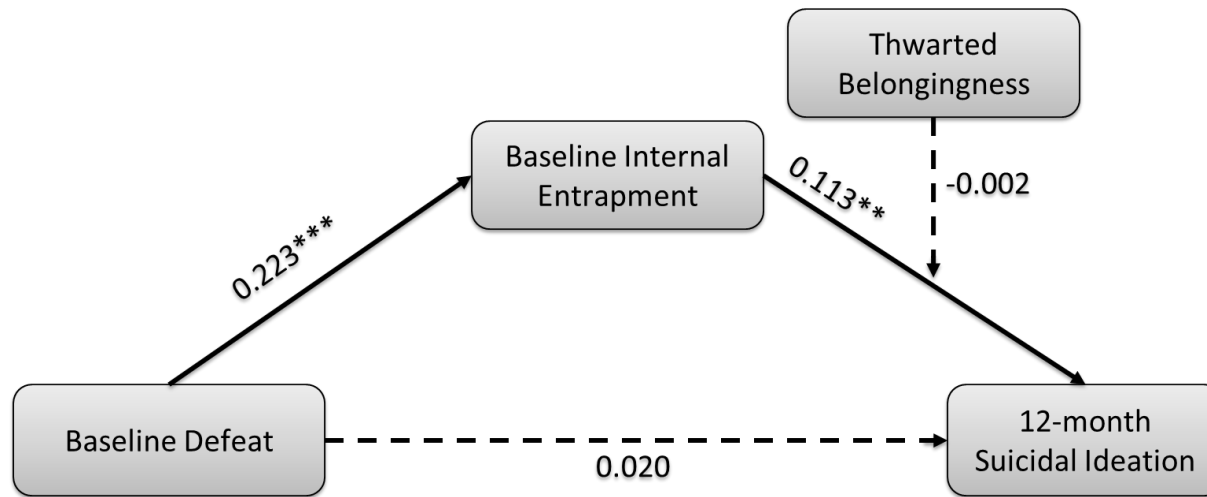 Thwarted
Belongingness
Baseline Internal
Entrapment
0.113**
-0.002
0.223***
Baseline Defeat
0.020
12-month
Suicidal Ideation